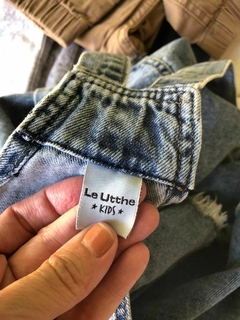 Le Utthe
★ KIDS ★